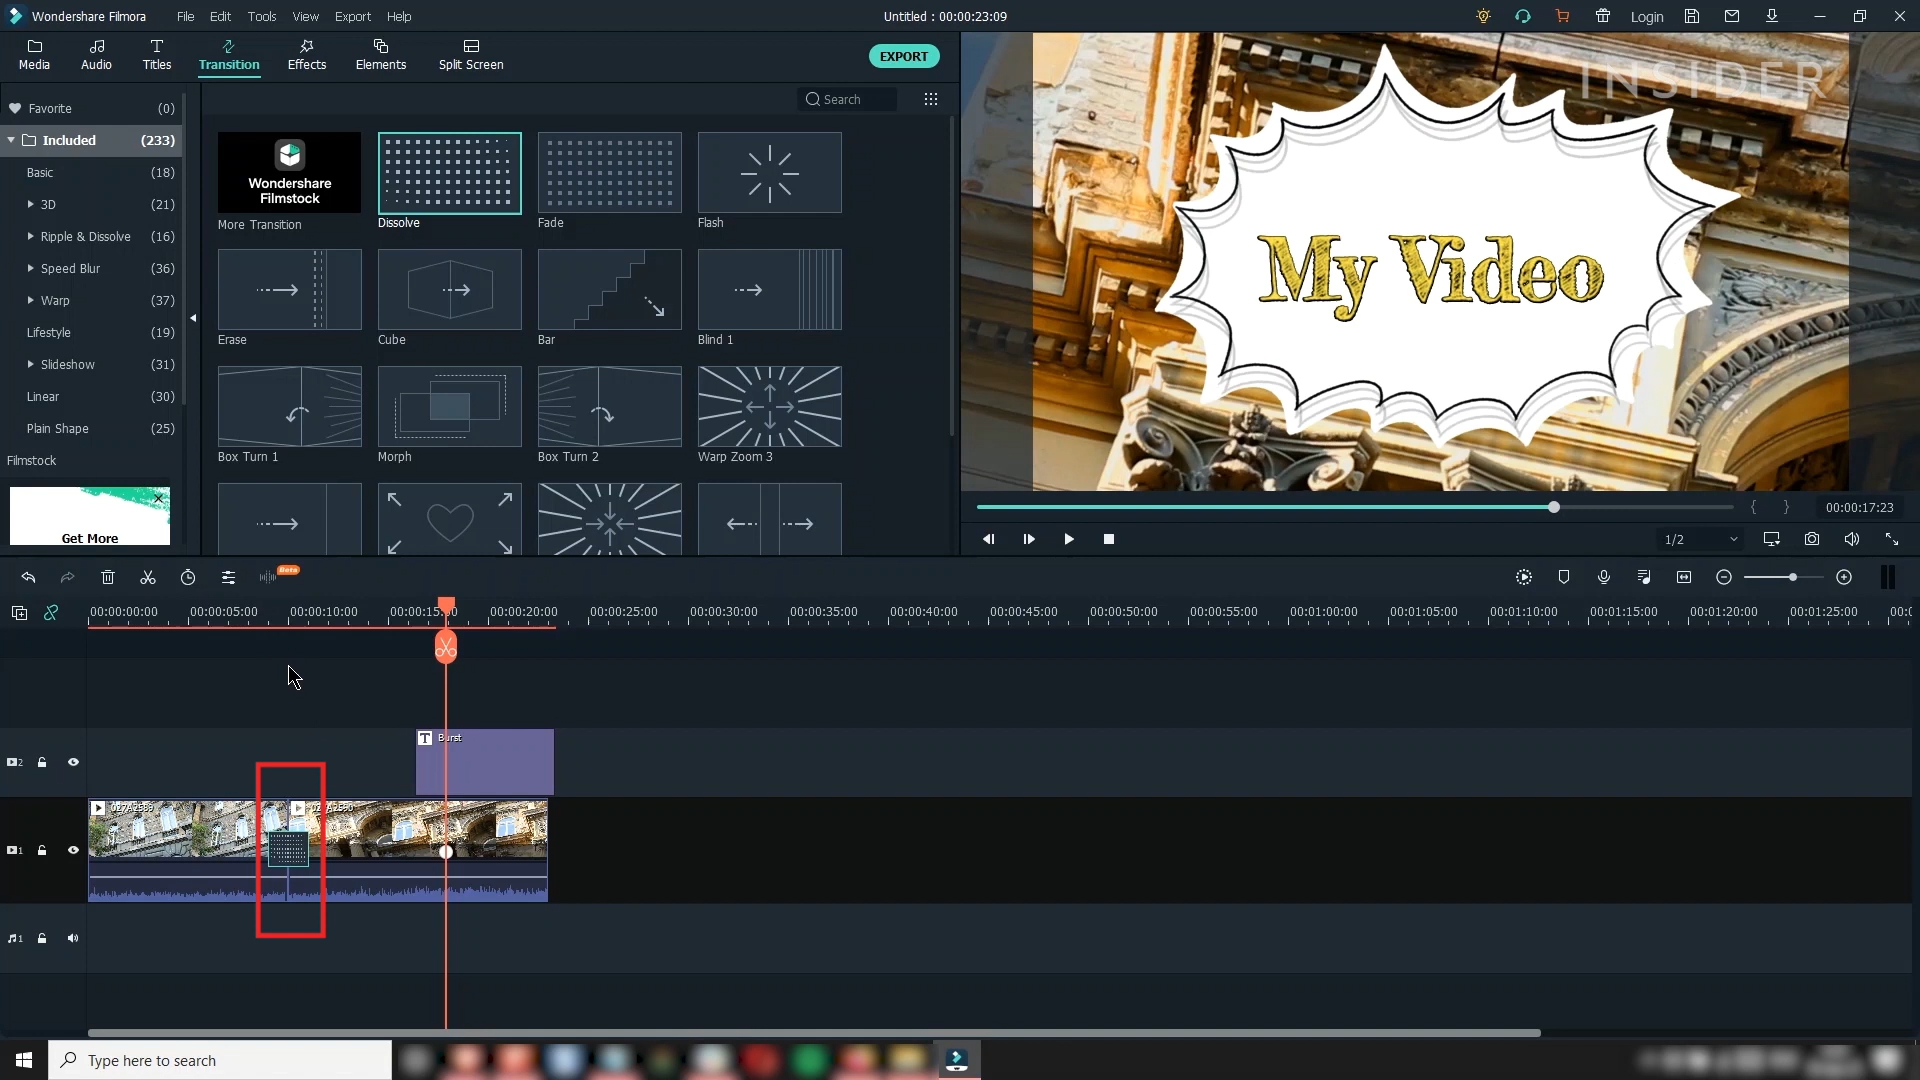 Wondershare Filmora File Edit Tools View Export Help Untitled : 00:00:23:09 Login
Media Audio Titles Transition Effects Elements Split Screen EXPORT
Favorite (0)
Included (233)
Basic (18)
3D (21)
Ripple & Dissolve (16)
Speed Blur (36)
Warp (37)
Lifestyle (19)
Slideshow (31)
Linear (30)
Plain Shape (25)
Filmstock
Get More
Search
Wondershare
Filmstock
More Transition Dissolve Fade Flash
Erase Cube Bar Blind 1
Box Turn 1 Morph Box Turn 2 Warp Zoom 3
INSIDER
My Video
00:00:17:23
1/2
Beta
00:00:00:00 00:00:05:00 00:00:10:00 00:00:15:00 00:00:20:00 00:00:25:00 00:00:30:00 00:00:35:00 00:00:40:00 00:00:45:00 00:00:50:00 00:00:55:00 00:01:00:00 00:01:05:00 00:01:10:00 00:01:15:00 00:01:20:00 00:01:25:00
T Burst
2
1
1
Type here to search